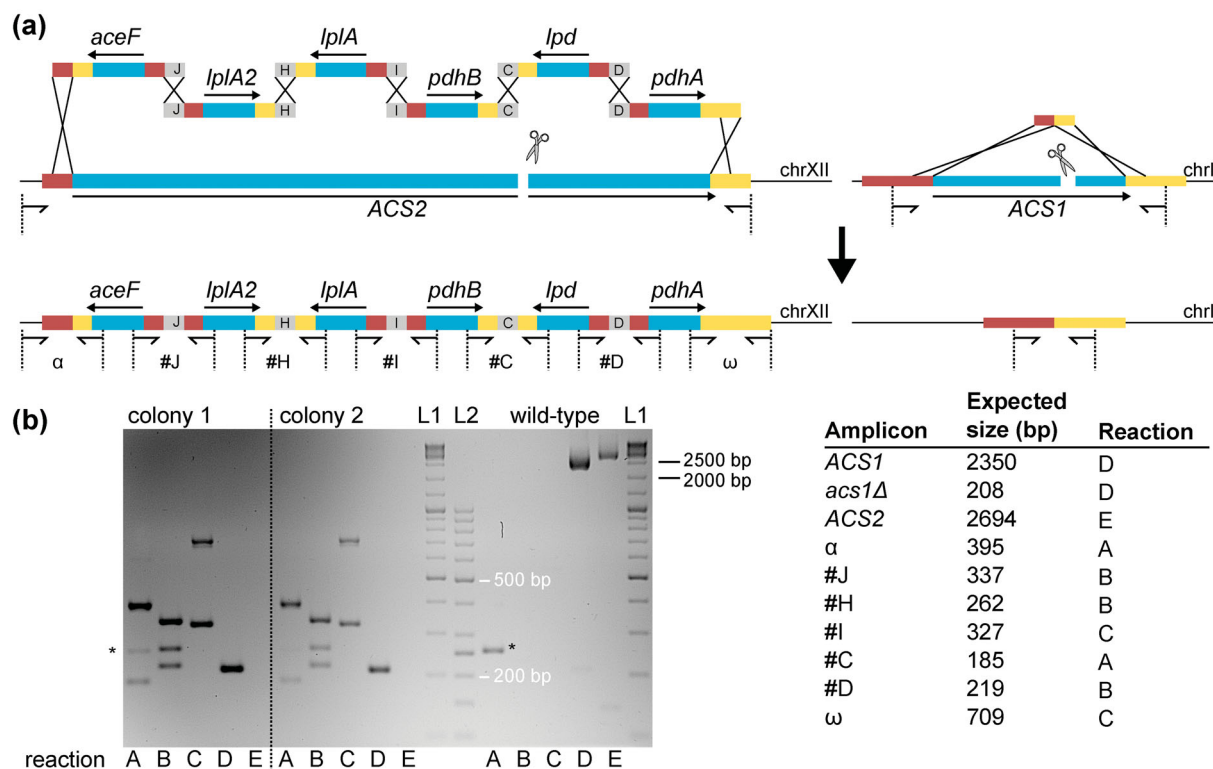 (a)
aceF lplA lpd
J H I C D
lplA2 pdhB pdhA
J H I C D
chrXII
chrI
ACS2
ACS1
aceF lplA2 lplA pdhB lpd pdhA
J H I C D
chrXII
chrI
α #J #H #I #C #D ω
(b)
colony 1 colony 2 L1 L2 wild-type L1
2500 bp
2000 bp
500 bp
* *
200 bp
reaction A B C D E A B C D E A B C D E
Amplicon Expected size (bp) Reaction
ACS1 2350 D
acs1Δ 208 D
ACS2 2694 E
α 395 A
#J 337 B
#H 262 B
#I 327 C
#C 185 A
#D 219 B
ω 709 C